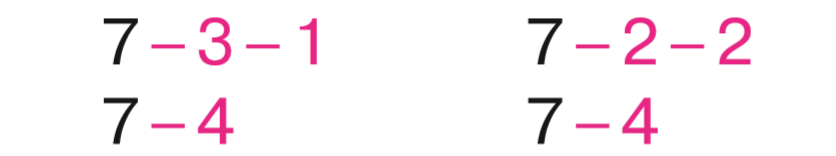 7 – 3 – 1
7 – 4
7 – 2 – 2
7 – 4